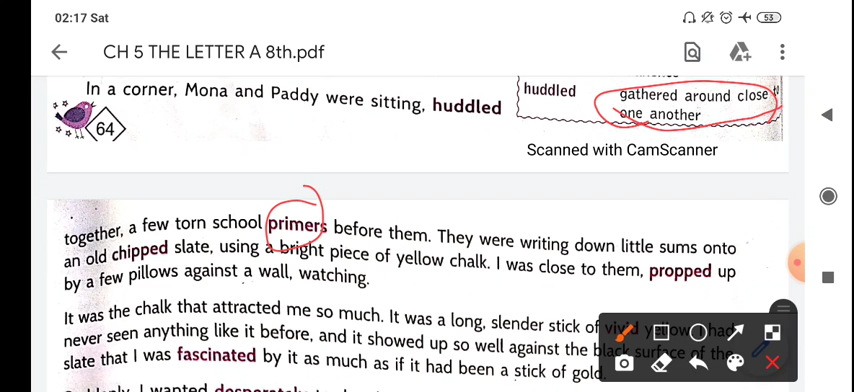 02:17 Sat
53
CH 5 THE LETTER A 8th.pdf
In a corner, Mona and Paddy were sitting, huddled
huddled
gathered around close
one another
64
Scanned with CamScanner
together, a few torn school primers before them. They were writing down little sums onto
an old chipped slate, using a bright piece of yellow chalk. I was close to them, propped up
by a few pillows against a wall, watching.
It was the chalk that attracted me so much. It was a long, slender stick of vivid yellow. I had
never seen anything like it before, and it showed up so well against the black surface of the
slate that I was fascinated by it as much as if it had been a stick of gold.
I wanted